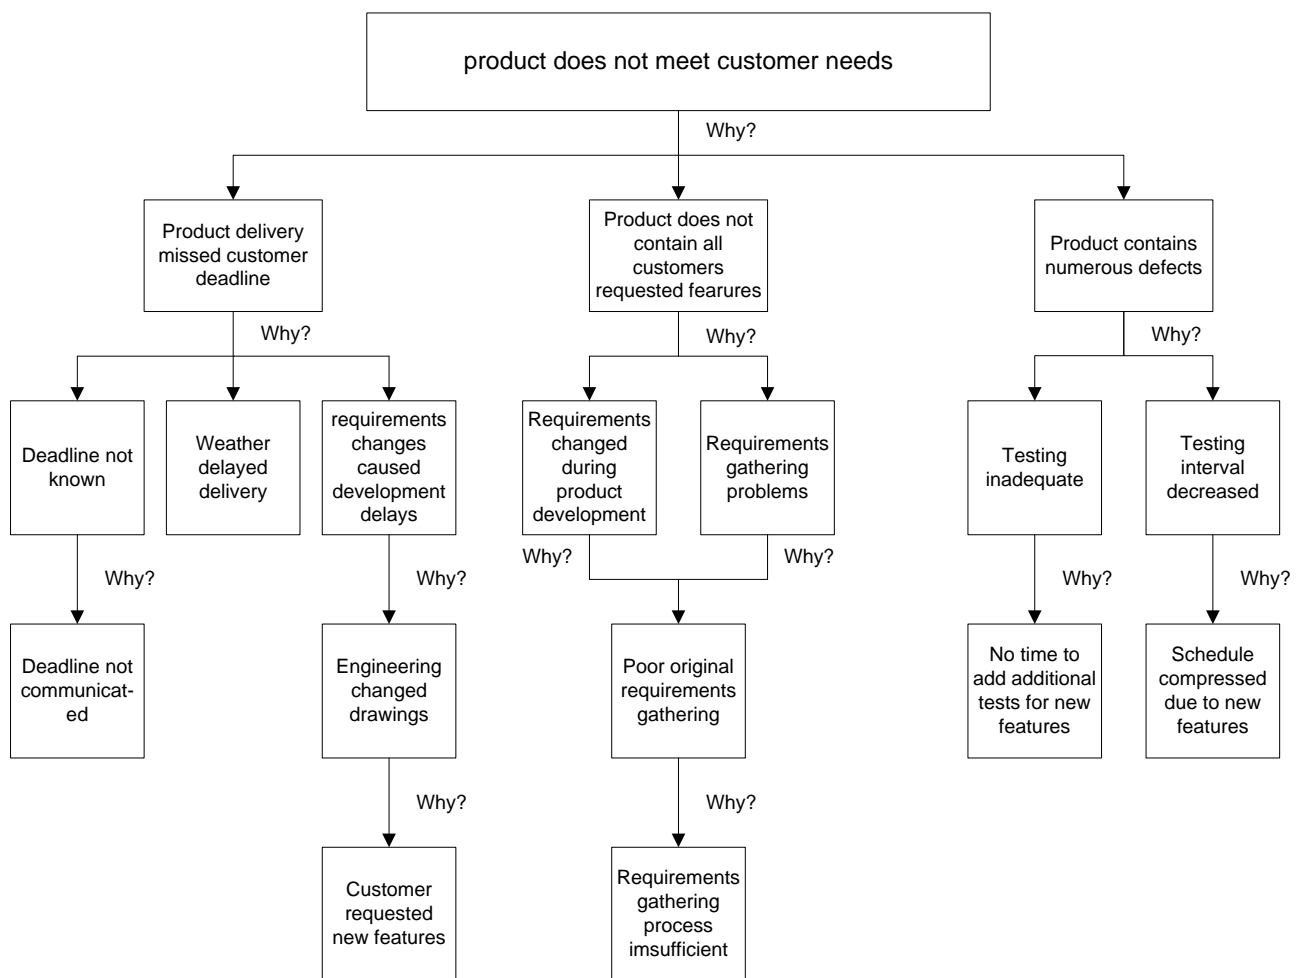 product does not meet customer needs
Why?
Product delivery
missed customer
deadline
Product does not
contain all
customers
requested fearures
Product contains
numerous defects
Why?
Why?
Why?
Deadline not
known
Weather
delayed
delivery
requirements
changes
caused
development
delays
Requirements
changed
during
product
development
Requirements
gathering
problems
Testing
inadequate
Testing
interval
decreased
Why?
Why?
Why?
Why?
Why?
Why?
Deadline not
communicat-
ed
Engineering
changed
drawings
Poor original
requirements
gathering
No time to
add additional
tests for new
features
Schedule
compressed
due to new
features
Why?
Why?
Customer
requested
new features
Requirements
gathering
process
imsufficient